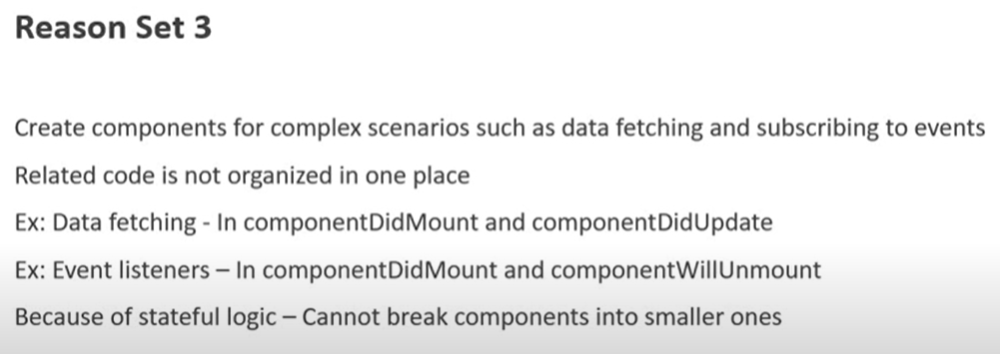 Reason Set 3
Create components for complex scenarios such as data fetching and subscribing to events
Related code is not organized in one place
Ex: Data fetching - In componentDidMount and componentDidUpdate
Ex: Event listeners – In componentDidMount and componentWillUnmount
Because of stateful logic – Cannot break components into smaller ones